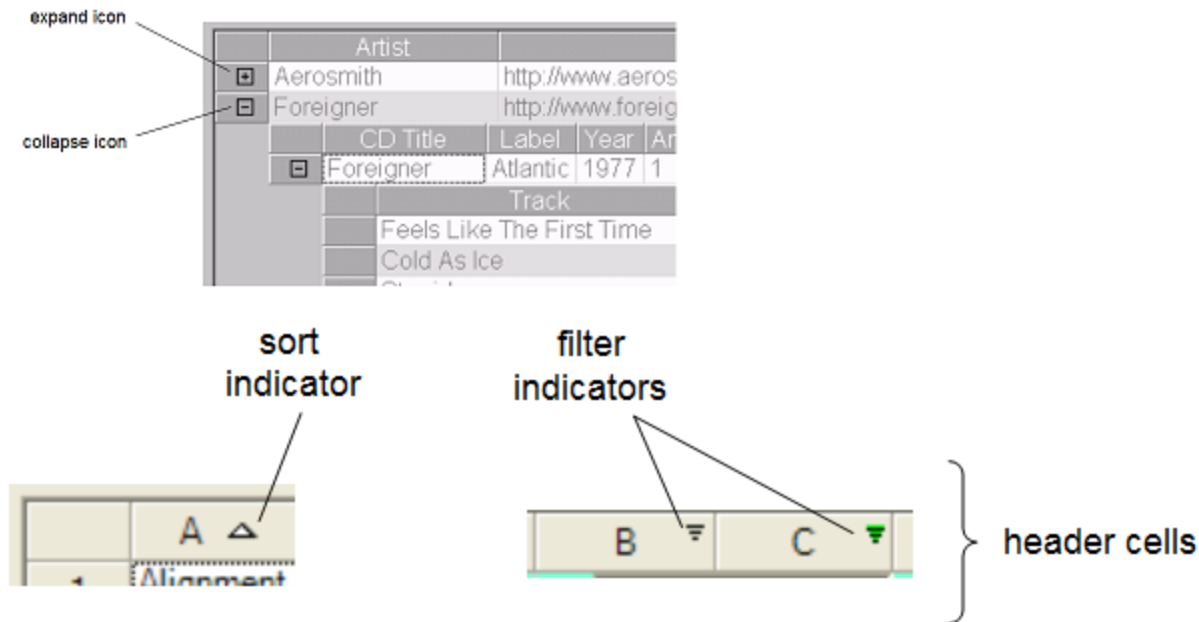 expand icon
Artist
Aerosmith http://www.aeros
Foreigner http://www.foreig
collapse icon
CD Title Label Year Ar
Foreigner Atlantic 1977 1
Track
Feels Like The First Time
Cold As Ice
sort
indicator
filter
indicators
A
B C
header cells
1 Alignment